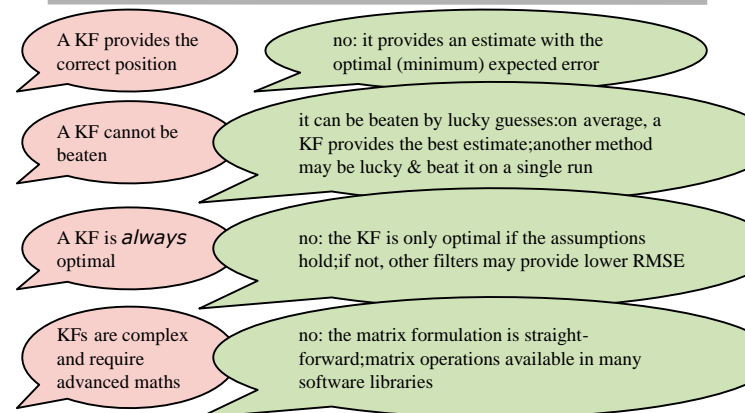 A KF provides the
correct position
no: it provides an estimate with the
optimal (minimum) expected error
A KF cannot be
beaten
it can be beaten by lucky guesses:on average, a
KF provides the best estimate;another method
may be lucky & beat it on a single run
A KF is always
optimal
no: the KF is only optimal if the assumptions
hold;if not, other filters may provide lower RMSE
KFs are complex
and require
advanced maths
no: the matrix formulation is straight-
forward;matrix operations available in many
software libraries